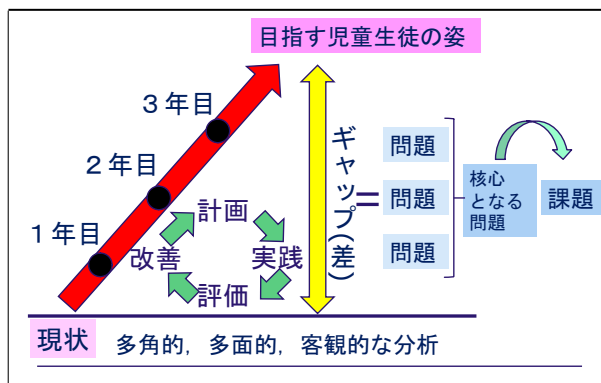 目指す児童生徒の姿
3年目
2年目
1年目
計画
実践
評価
改善
ギャップ(差)
=
問題
問題
問題
核心
となる
問題
課題
現状
多角的，多面的，客観的な分析